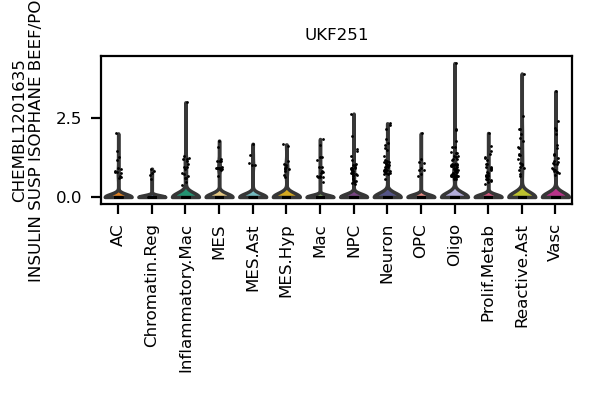 UKF251
CHEMBL1201635
INSULIN SUSP ISOPHANE BEEF/PO
2.5
0.0
AC
Chromatin.Reg
Inflammatory.Mac
MES
MES.Ast
MES.Hyp
Mac
NPC
Neuron
OPC
Oligo
Prolif.Metab
Reactive.Ast
Vasc